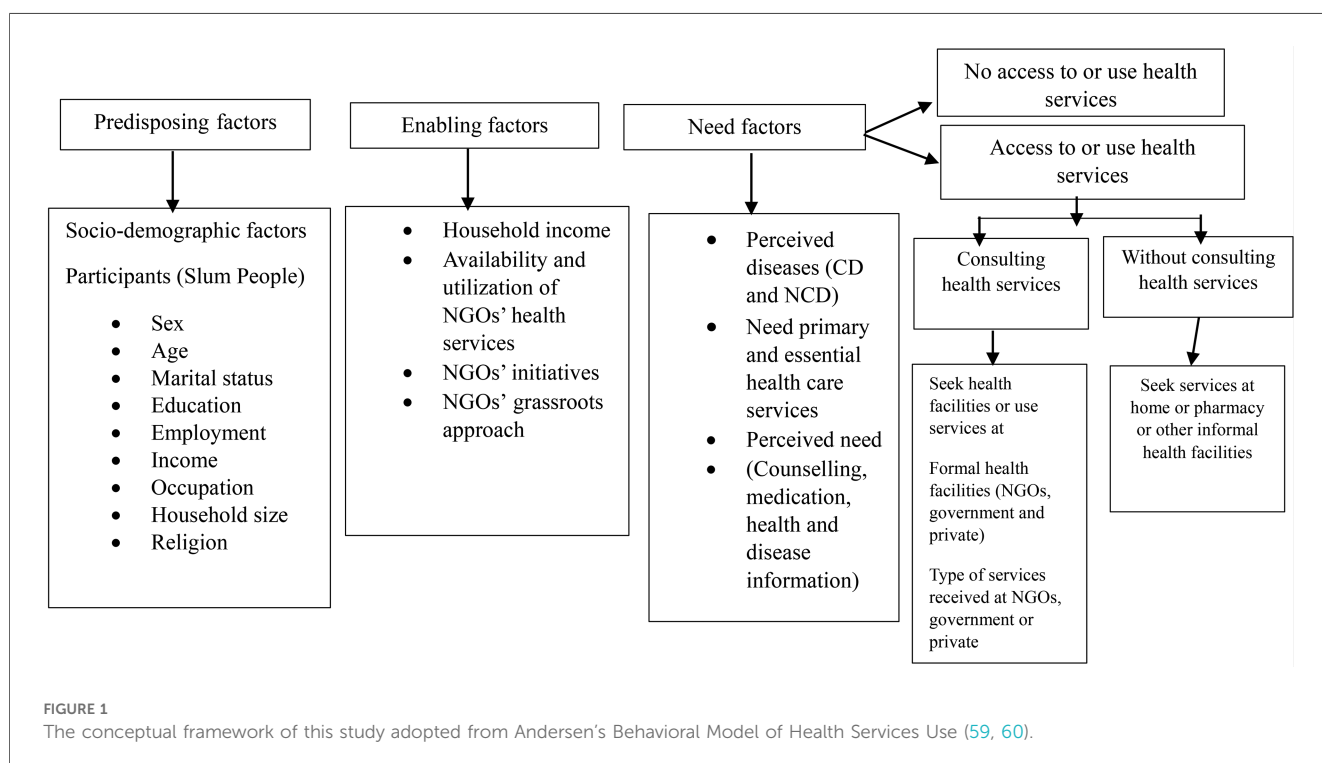 Predisposing factors
Socio-demographic factors
Participants (Slum People)
• Sex
• Age
• Marital status
• Education
• Employment
• Income
• Occupation
• Household size
• Religion
Enabling factors
• Household income
• Availability and
utilization of
NGOs’ health
services
• NGOs’ initiatives
• NGOs’ grassroots
approach
Need factors
• Perceived
diseases (CD
and NCD)
• Need primary
and essential
health care
services
• Perceived need
• (Counselling,
medication,
health and
disease
information)
No access to or use health
services
Access to or use health
services
Consulting
health services
Seek health
facilities or use
services at
Formal health
facilities (NGOs,
government and
private)
Type of services
received at NGOs,
government or
private
Without consulting
health services
Seek services at
home or pharmacy
or other informal
health facilities
FIGURE 1
The conceptual framework of this study adopted from Andersen’s Behavioral Model of Health Services Use (59, 60).